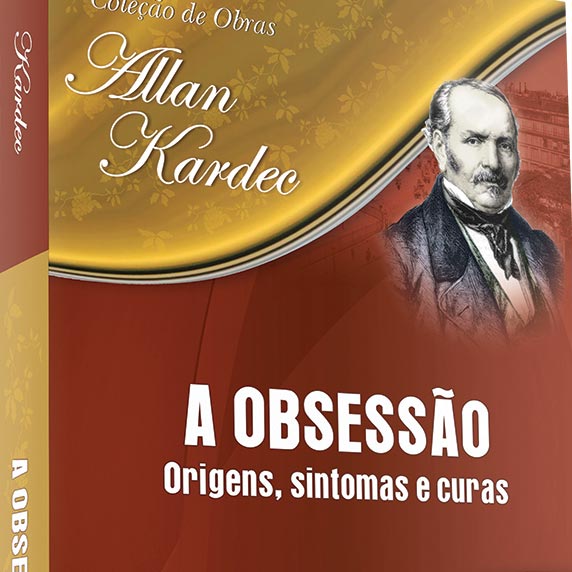 Coleção de Obras
Allan
Kardec
A OBSESSÃO
Origens, sintomas e curas
Kardec
A OBSE